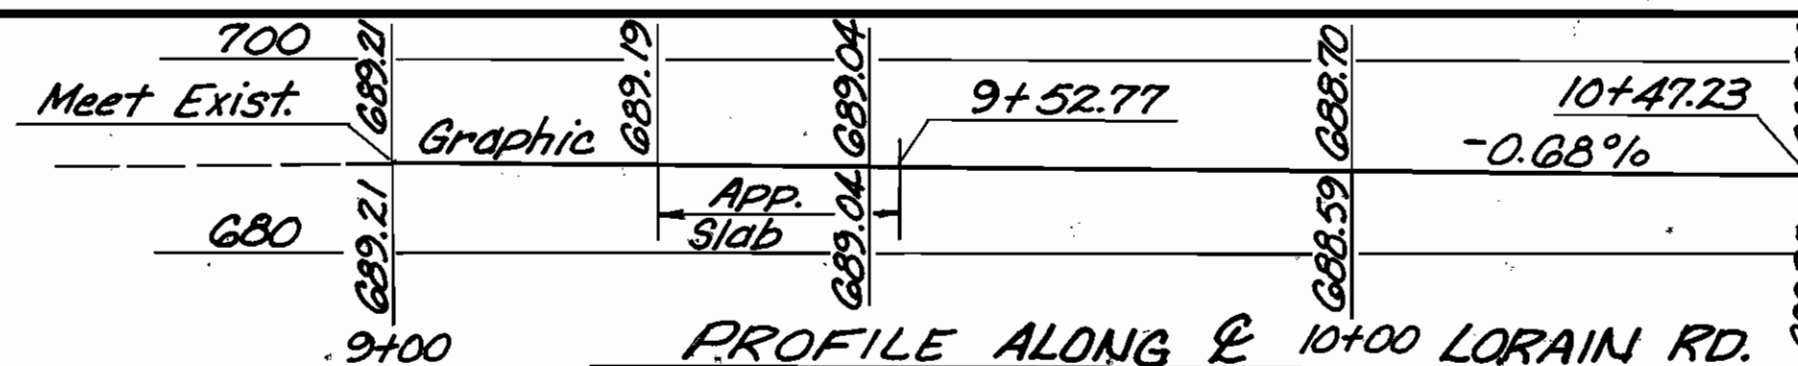 700
689.21
689.19
689.04
688.70
Meet Exist.
Graphic
9+52.77
10+47.23
-0.68%
App.
Slab
680
689.21
689.04
688.59
9+00
PROFILE ALONG ℄ 10+00 LORAIN RD.